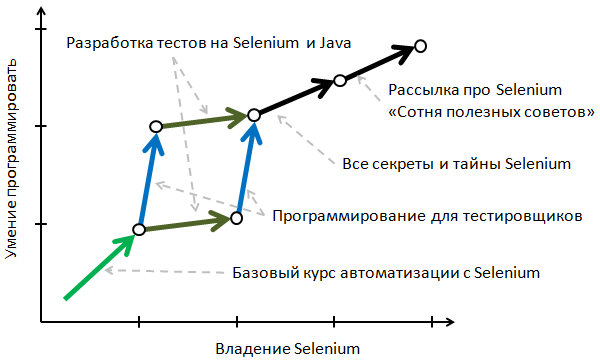 Разработка тестов на Selenium и Java
Рассылка про Selenium
«Сотня полезных советов»
Все секреты и тайны Selenium
Программирование для тестировщиков
Базовый курс автоматизации с Selenium
Умение программировать
Владение Selenium